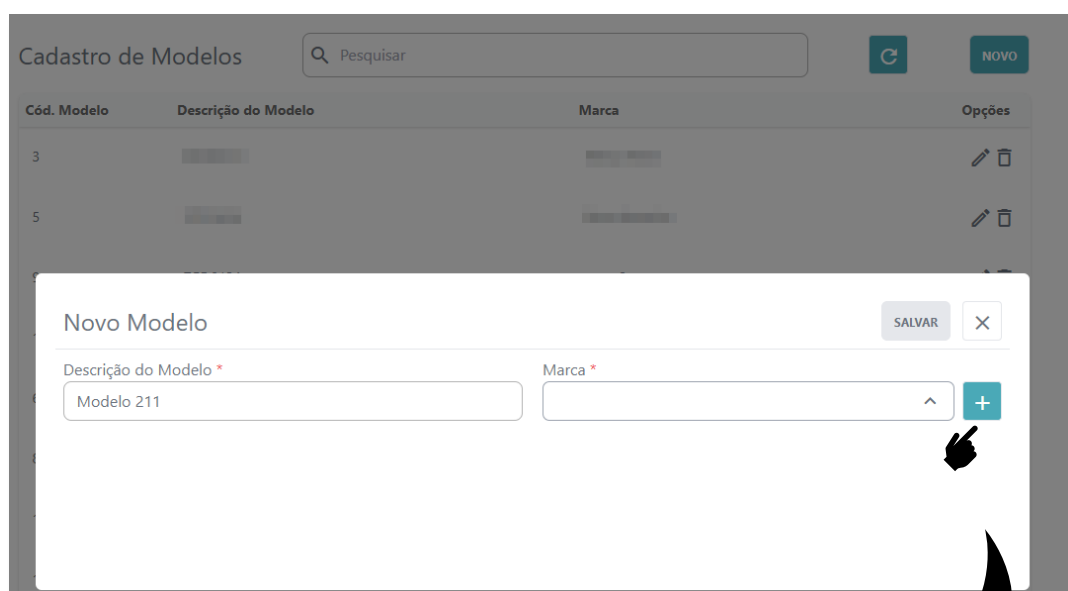 Cadastro de Modelos Pesquisar NOVO
Cód. Modelo Descrição do Modelo Marca Opções
3
5
Novo Modelo SALVAR
Descrição do Modelo * Marca *
Modelo 211